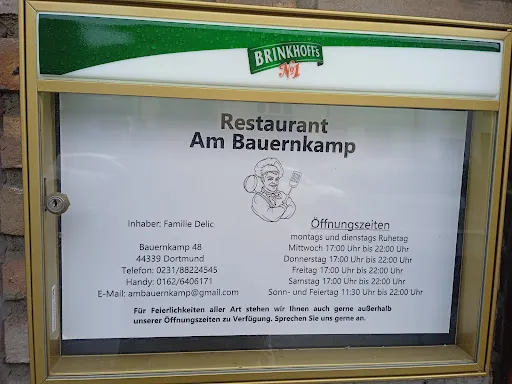 BRINKHOFF'S
No1
Restaurant
Am Bauernkamp
Inhaber: Familie Delic
Bauernkamp 48
44339 Dortmund
Telefon: 0231/88224545
Handy: 0162/6406171
E-Mail: ambauernkamp@gmail.com
Öffnungszeiten
montags und dienstags Ruhetag
Mittwoch 17:00 Uhr bis 22:00 Uhr
Donnerstag 17:00 Uhr bis 22:00 Uhr
Freitag 17:00 Uhr bis 22:00 Uhr
Samstag 17:00 Uhr bis 22:00 Uhr
Sonn- und Feiertag 11:30 Uhr bis 22:00 Uhr
Für Feierlichkeiten aller Art stehen wir Ihnen auch gerne außerhalb
unserer Öffnungszeiten zu Verfügung. Sprechen Sie uns gerne an.